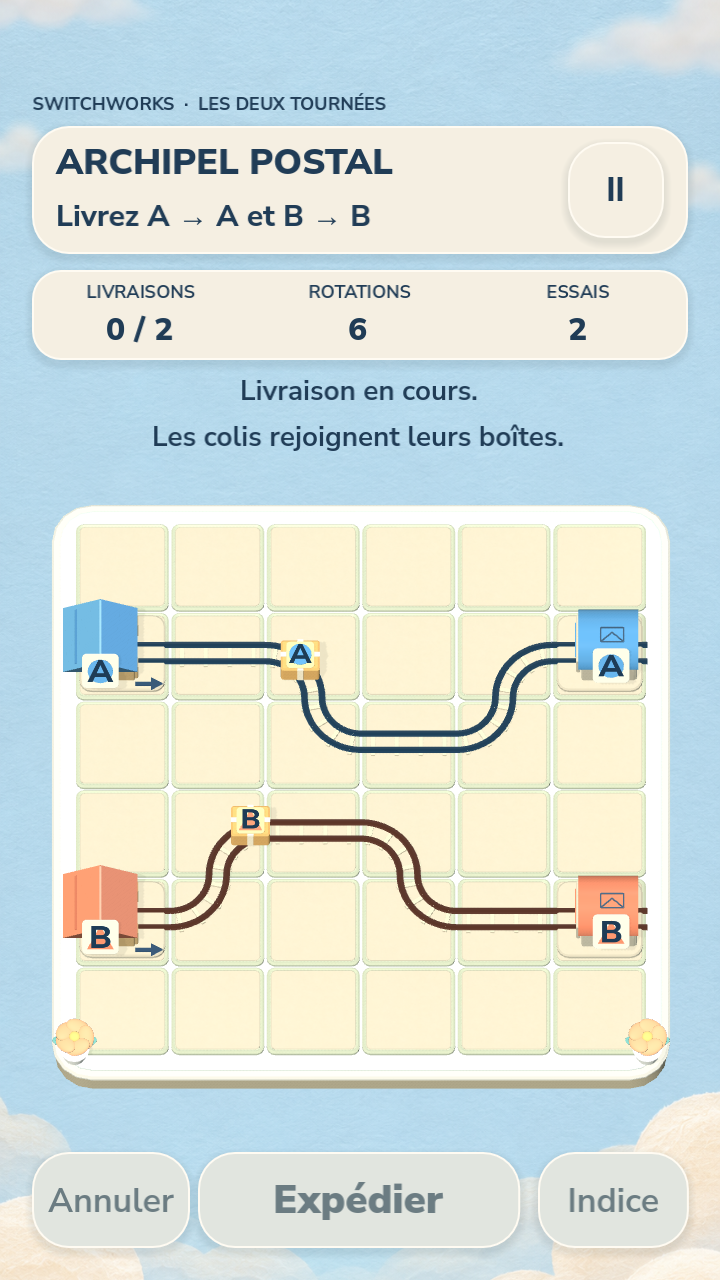 SWITCHWORKS · LES DEUX TOURNÉES
ARCHIPEL POSTAL
Livrez A → A et B → B
LIVRAISONS
ROTATIONS
ESSAIS
0 / 2
6
2
Livraison en cours.
Les colis rejoignent leurs boîtes.
A
A
A
B
B
B
Annuler
Expédier
Indice